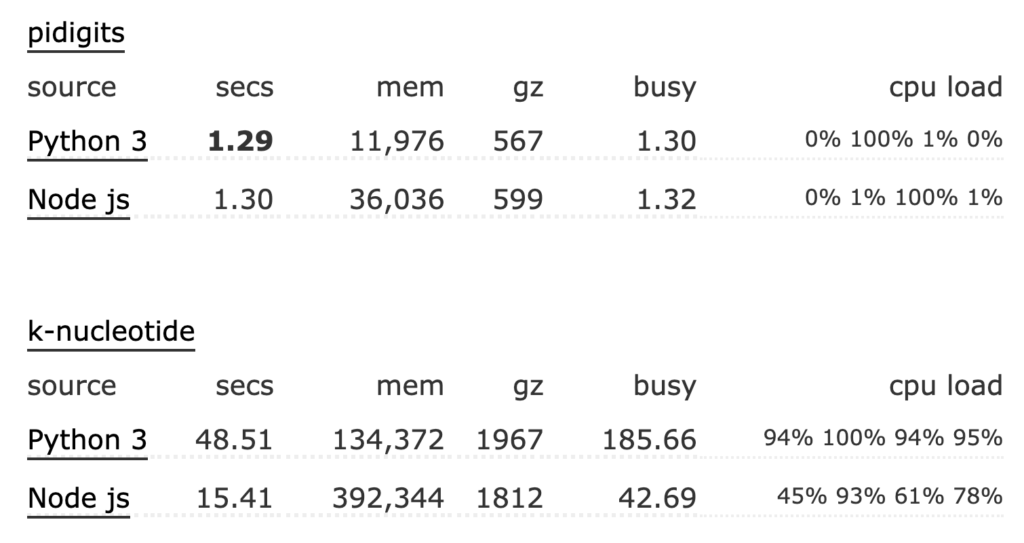 pidigits
source secs mem gz busy cpu load
Python 3 1.29 11,976 567 1.30 0% 100% 1% 0%
Node js 1.30 36,036 599 1.32 0% 1% 100% 1%
k-nucleotide
source secs mem gz busy cpu load
Python 3 48.51 134,372 1967 185.66 94% 100% 94% 95%
Node js 15.41 392,344 1812 42.69 45% 93% 61% 78%